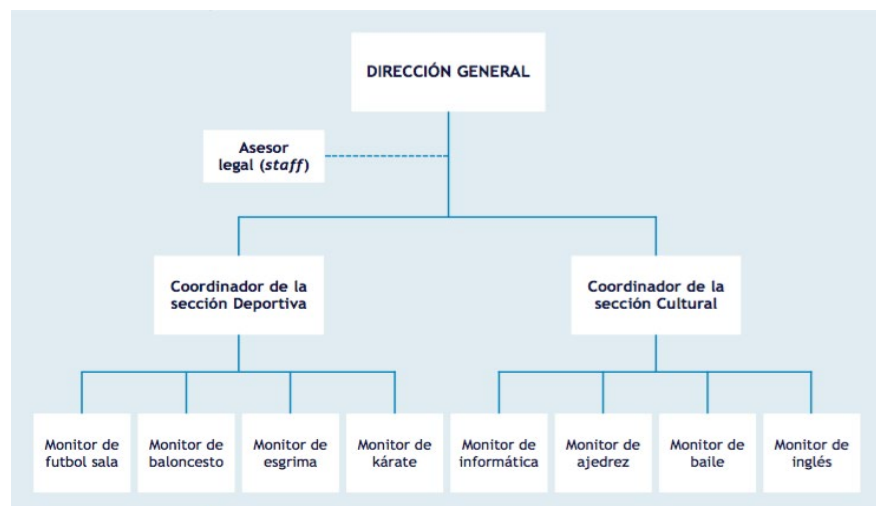 DIRECCIÓN GENERAL
Asesor
legal (staff)
Coordinador de la
sección Deportiva
Coordinador de la
sección Cultural
Monitor de
futbol sala
Monitor de
baloncesto
Monitor de
esgrima
Monitor de
kárate
Monitor de
informática
Monitor de
ajedrez
Monitor de
baile
Monitor de
inglés